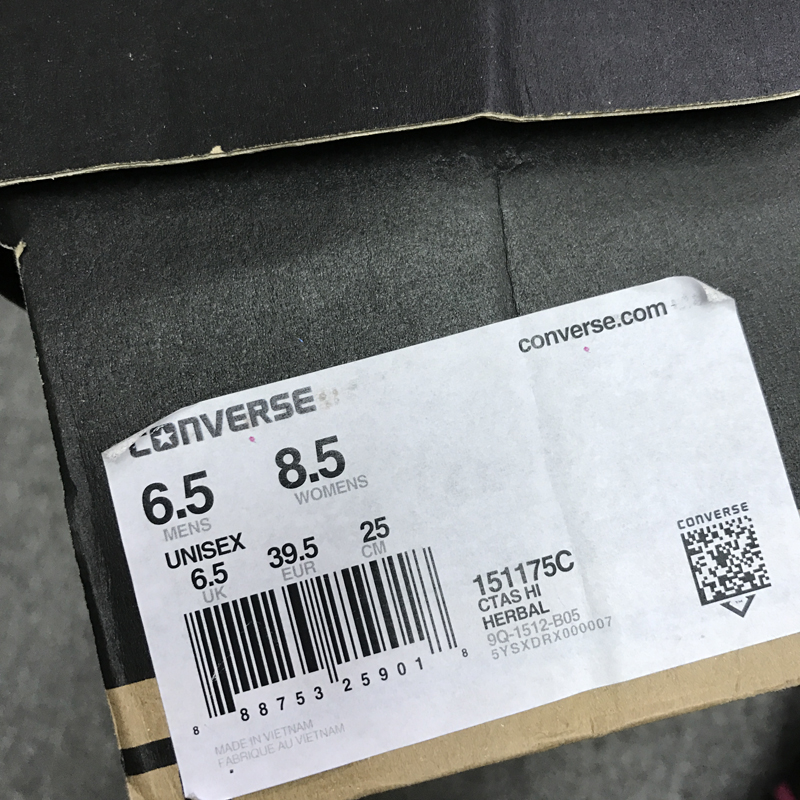 converse.com
CONVERSE
6.5 8.5
MENS WOMENS
UNISEX
6.5 39.5 25
UK EUR CM
151175C
CTAS HI
HERBAL
9Q-1512-B05
5YSXDRX000007
CONVERSE
8 88753 25901 8
MADE IN VIETNAM
FABRIQUE AU VIETNAM